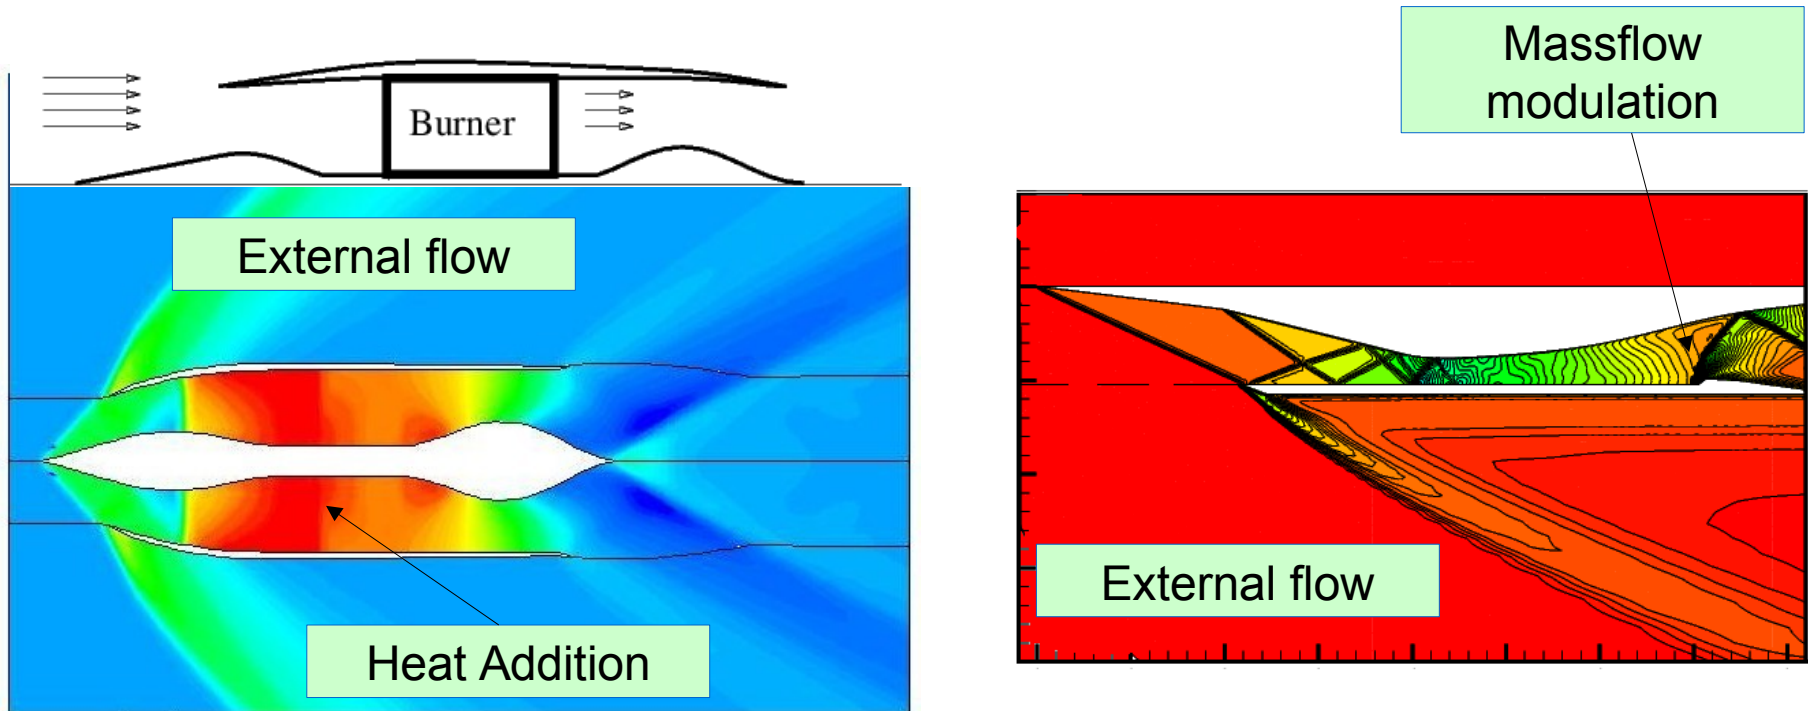 Burner
External flow
Heat Addition
Massflow
modulation
External flow